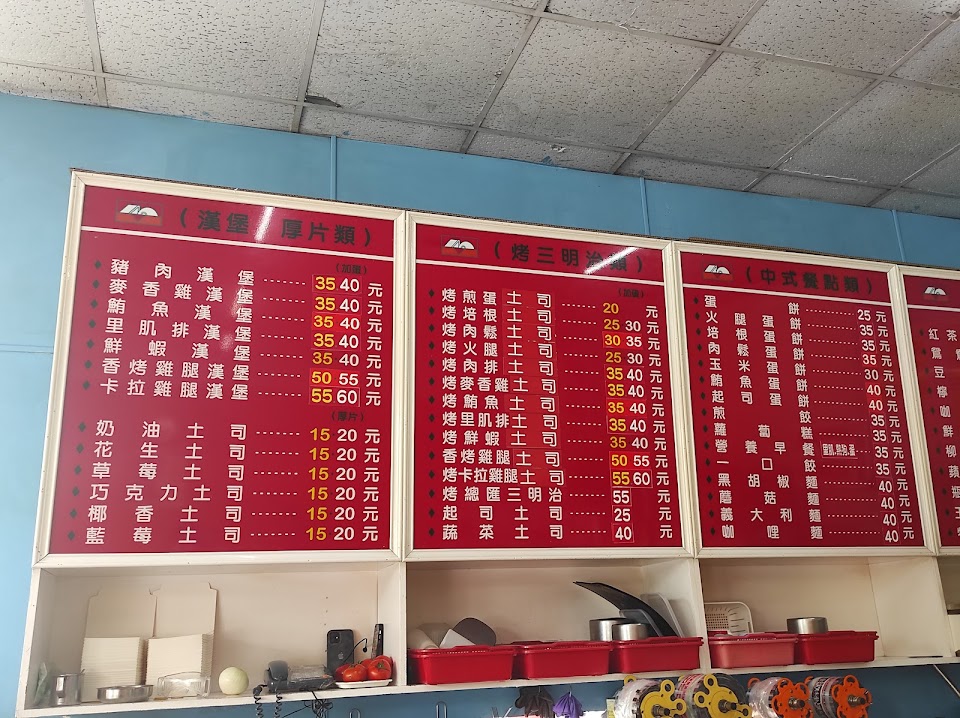 (漢堡 厚片類)
(加蛋)
豬肉漢堡 …… 35 40 元
麥香雞漢堡 …… 35 40 元
鮪魚漢堡 …… 35 40 元
里肌排漢堡 …… 35 40 元
鮮蝦漢堡 …… 35 40 元
香烤雞腿漢堡 …… 50 55 元
卡拉雞腿漢堡 …… 55 60 元
(厚片)
奶油土司 …… 15 20 元
花生土司 …… 15 20 元
草莓土司 …… 15 20 元
巧克力土司 …… 15 20 元
椰香土司 …… 15 20 元
藍莓土司 …… 15 20 元
(烤三明治類)
(加蛋)
烤煎蛋土司 …… 20 元
烤培根土司 …… 25 30 元
烤肉鬆土司 …… 30 35 元
烤火腿土司 …… 25 30 元
烤肉排土司 …… 35 40 元
烤麥香雞土司 …… 35 40 元
烤鮪魚土司 …… 35 40 元
烤里肌排土司 …… 35 40 元
烤鮮蝦土司 …… 35 40 元
香烤雞腿土司 …… 50 55 元
烤卡拉雞腿土司 …… 55 60 元
烤總匯三明治 …… 55 元
起司土司 …… 25 元
蔬菜土司 …… 40 元
(中式餐點類)
蛋餅 …… 25 元
火腿蛋餅 …… 35 元
培根蛋餅 …… 35 元
肉鬆蛋餅 …… 35 元
玉米蛋餅 …… 30 元
鮪魚蛋餅 …… 40 元
起司蛋餅 …… 40 元
煎餃 …… 35 元
蘿蔔糕 …… 35 元
營養早餐 35 元
一口餃 …… 35 元
黑胡椒麵 …… 40 元
蘑菇麵 …… 40 元
義大利麵 …… 40 元
咖哩麵 …… 40 元
紅茶
鴛
豆
檸
咖
鮮
柳
蘋